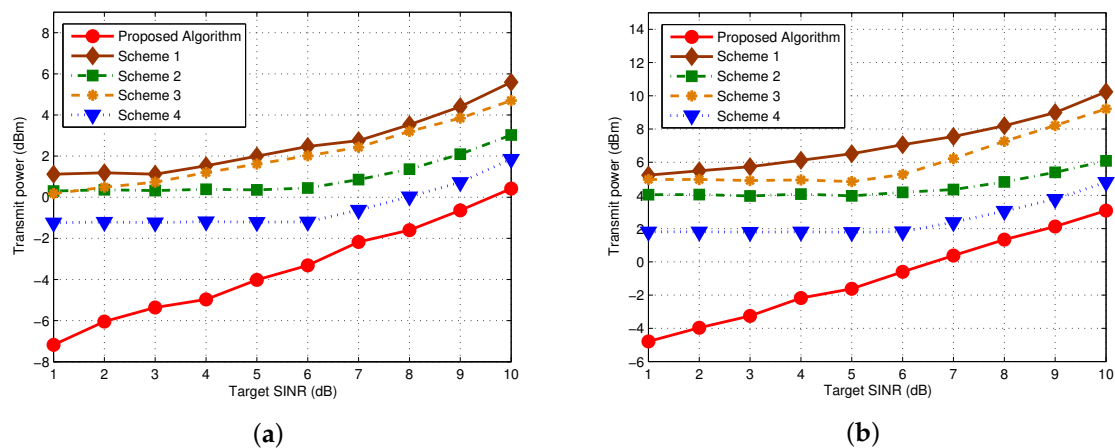 8
6
4
2
0
−2
−4
−6
−8
Transmit power (dBm)
Proposed Algorithm
Scheme 1
Scheme 2
Scheme 3
Scheme 4
1 2 3 4 5 6 7 8 9 10
Target SINR (dB)
(a)
14
12
10
8
6
4
2
0
−2
−4
−6
Transmit power (dBm)
Proposed Algorithm
Scheme 1
Scheme 2
Scheme 3
Scheme 4
1 2 3 4 5 6 7 8 9 10
Target SINR (dB)
(b)